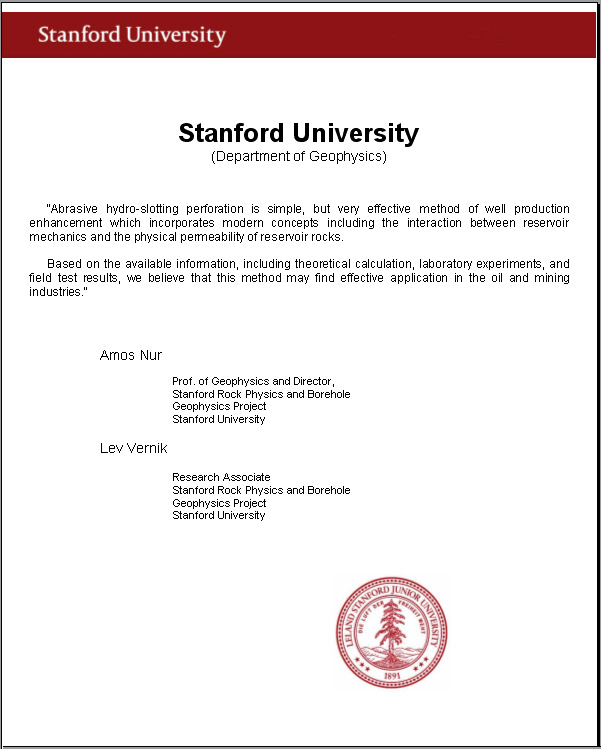 Stanford University
Stanford University
(Department of Geophysics)
"Abrasive hydro-slotting perforation is simple, but very effective method of well production
enhancement which incorporates modern concepts including the interaction between reservoir
mechanics and the physical permeability of reservoir rocks.
Based on the available information, including theoretical calculation, laboratory experiments, and
field test results, we believe that this method may find effective application in the oil and mining
industries."
Amos Nur
Prof. of Geophysics and Director,
Stanford Rock Physics and Borehole
Geophysics Project
Stanford University
Lev Vernik
Research Associate
Stanford Rock Physics and Borehole
Geophysics Project
Stanford University
LELAND STANFORD JUNIOR UNIVERSITY
DIE LUFT DER FREIHEIT WEHT
1891